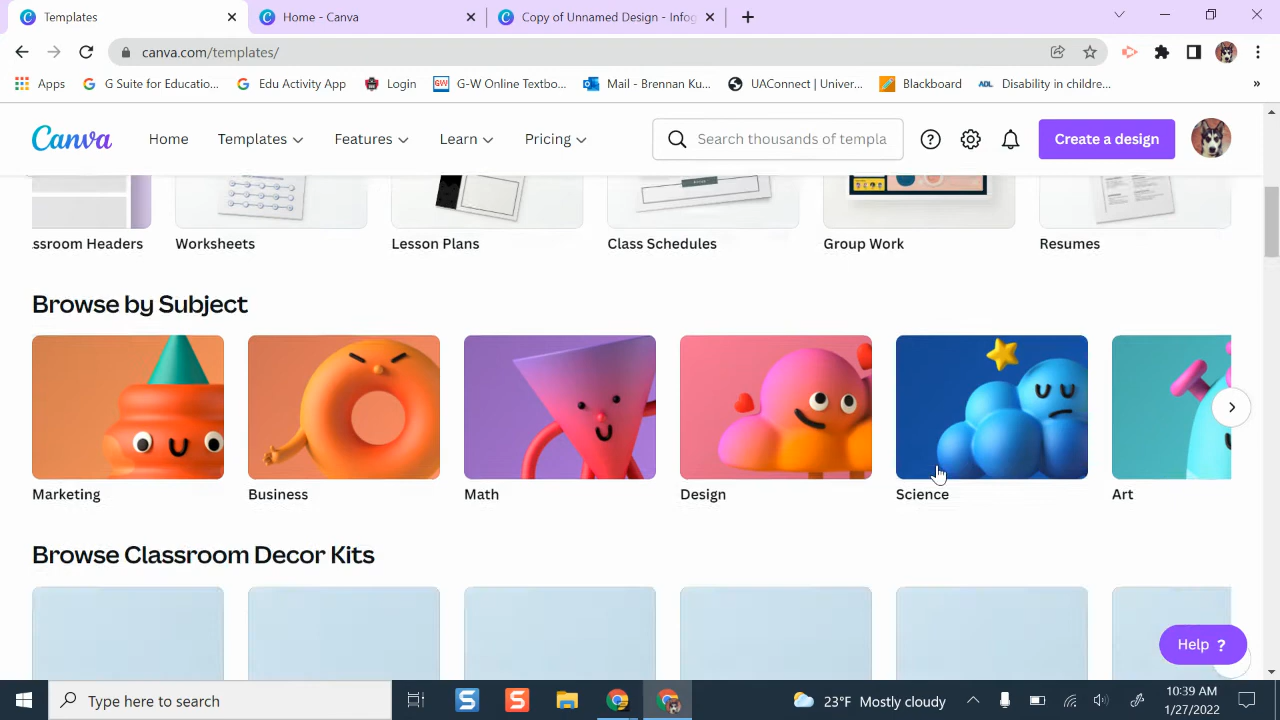 Templates
Home - Canva
Copy of Unnamed Design - Infog
canva.com/templates/
Apps
G Suite for Educatio...
Edu Activity App
Login
G-W Online Textbo...
Mail - Brennan Ku...
UAConnect | Univer...
Blackboard
Disability in childre...
Canva
Home
Templates
Features
Learn
Pricing
Search thousands of templa
Create a design
ssroom Headers
Worksheets
Lesson Plans
Class Schedules
Group Work
Resumes
Browse by Subject
Marketing
Business
Math
Design
Science
Art
Browse Classroom Decor Kits
Help ?
Type here to search
23°F Mostly cloudy
10:39 AM
1/27/2022